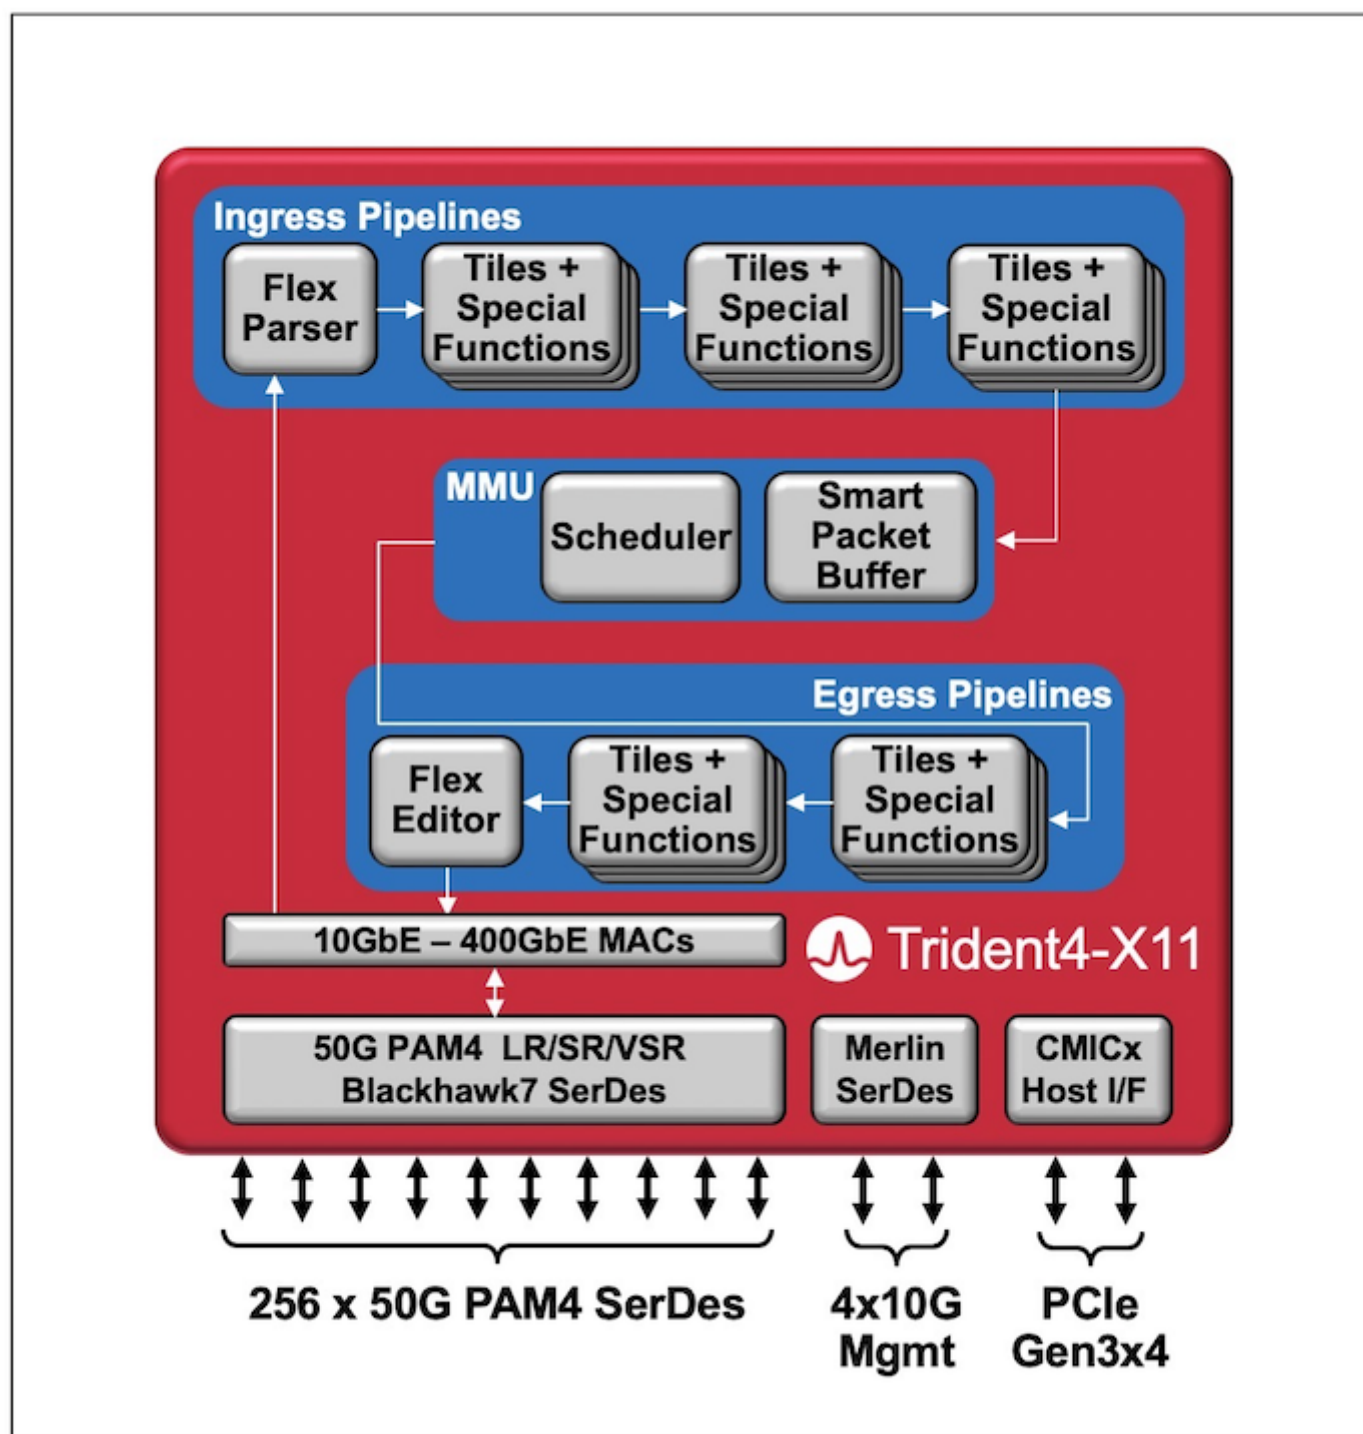 Ingress Pipelines
Flex
Parser
Tiles +
Special
Functions
Tiles +
Special
Functions
Tiles +
Special
Functions
MMU
Scheduler
Smart
Packet
Buffer
Egress Pipelines
Flex
Editor
Tiles +
Special
Functions
Tiles +
Special
Functions
10GbE – 400GbE MACs
Trident4-X11
50G PAM4 LR/SR/VSR
Blackhawk7 SerDes
Merlin
SerDes
CMICx
Host I/F
256 x 50G PAM4 SerDes
4x10G
Mgmt
PCIe
Gen3x4